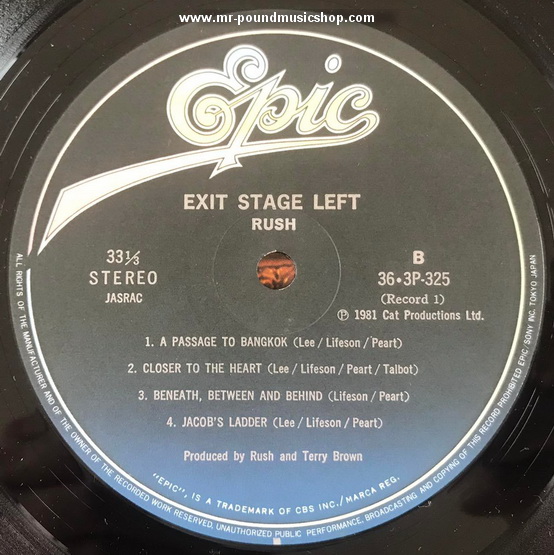 www.mr-poundmusicshop.com
Epic
EXIT STAGE LEFT
RUSH
33⅓
STEREO
JASRAC
B
36•3P-325
(Record 1)
Ⓟ 1981 Cat Productions Ltd.
1. A PASSAGE TO BANGKOK (Lee / Lifeson / Peart)
2. CLOSER TO THE HEART (Lee / Lifeson / Peart / Talbot)
3. BENEATH, BETWEEN AND BEHIND (Lifeson / Peart)
4. JACOB'S LADDER (Lee / Lifeson / Peart)
Produced by Rush and Terry Brown
"EPIC", IS A TRADEMARK OF CBS INC./MARCA REG.
ALL RIGHTS OF THE MANUFACTURER AND OF THE OWNER OF THE RECORDED WORK RESERVED, UNAUTHORIZED PUBLIC PERFORMANCE, BROADCASTING AND COPYING OF THIS RECORD PROHIBITED EPIC/SONY INC. TOKYO JAPAN